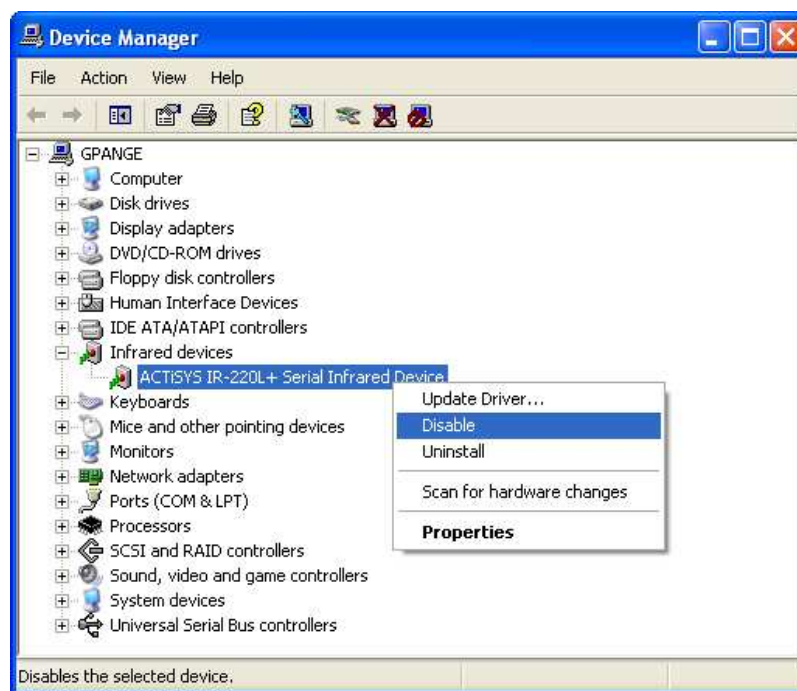 Device Manager
File Action View Help
GPANGE
Computer
Disk drives
Display adapters
DVD/CD-ROM drives
Floppy disk controllers
Human Interface Devices
IDE ATA/ATAPI controllers
Infrared devices
ACTiSYS IR-220L+ Serial Infrared Device
Keyboards
Mice and other pointing devices
Monitors
Network adapters
Ports (COM & LPT)
Processors
SCSI and RAID controllers
Sound, video and game controllers
System devices
Universal Serial Bus controllers
Update Driver...
Disable
Uninstall
Scan for hardware changes
Properties
Disables the selected device.